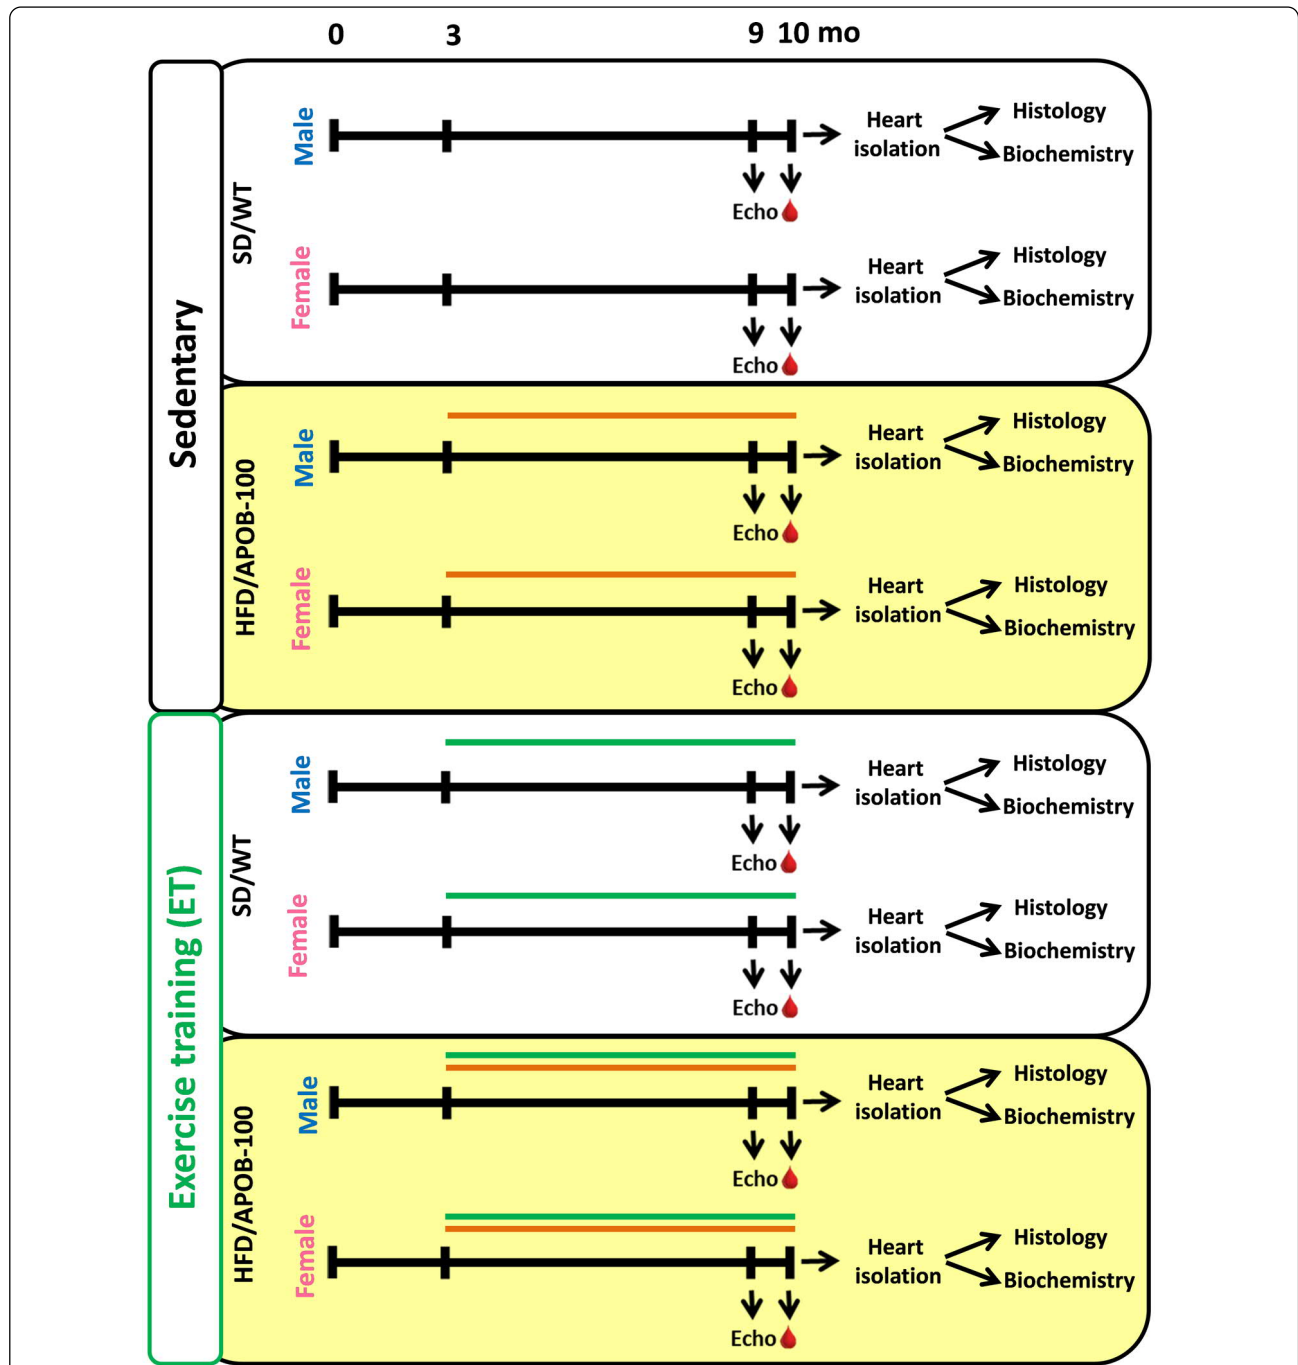 0 3 9 10 mo
Sedentary
SD/WT
Male
Heart
isolation
Histology
Biochemistry
Echo
Female
Heart
isolation
Histology
Biochemistry
Echo
HFD/APOB-100
Male
Heart
isolation
Histology
Biochemistry
Echo
Female
Heart
isolation
Histology
Biochemistry
Echo
Exercise training (ET)
SD/WT
Male
Heart
isolation
Histology
Biochemistry
Echo
Female
Heart
isolation
Histology
Biochemistry
Echo
HFD/APOB-100
Male
Heart
isolation
Histology
Biochemistry
Echo
Female
Heart
isolation
Histology
Biochemistry
Echo